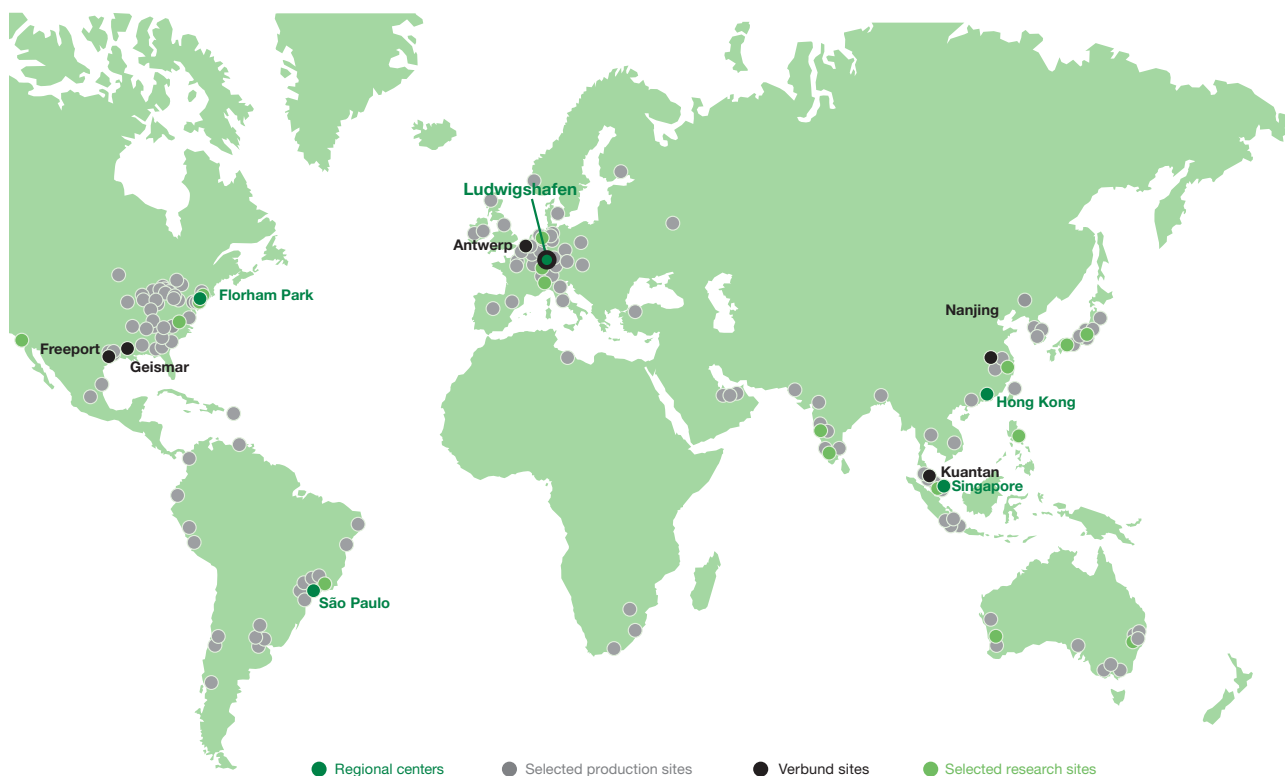 Ludwigshafen
Antwerp
Florham Park
Nanjing
Freeport
Geismar
Hong Kong
Kuantan
Singapore
São Paulo
Regional centers
Selected production sites
Verbund sites
Selected research sites